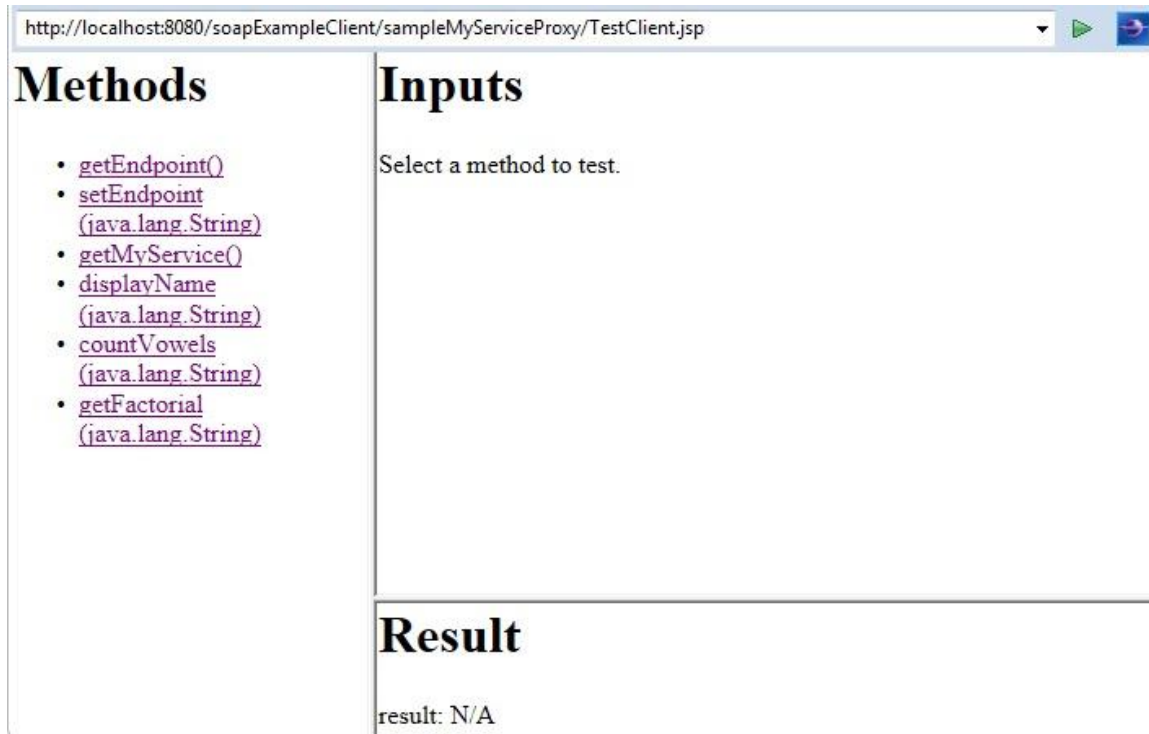 http://localhost:8080/soapExampleClient/sampleMyServiceProxy/TestClient.jsp
Methods
• getEndpoint()
• setEndpoint
(java.lang.String)
• getMyService()
• displayName
(java.lang.String)
• countVowels
(java.lang.String)
• getFactorial
(java.lang.String)
Inputs
Select a method to test.
Result
result: N/A